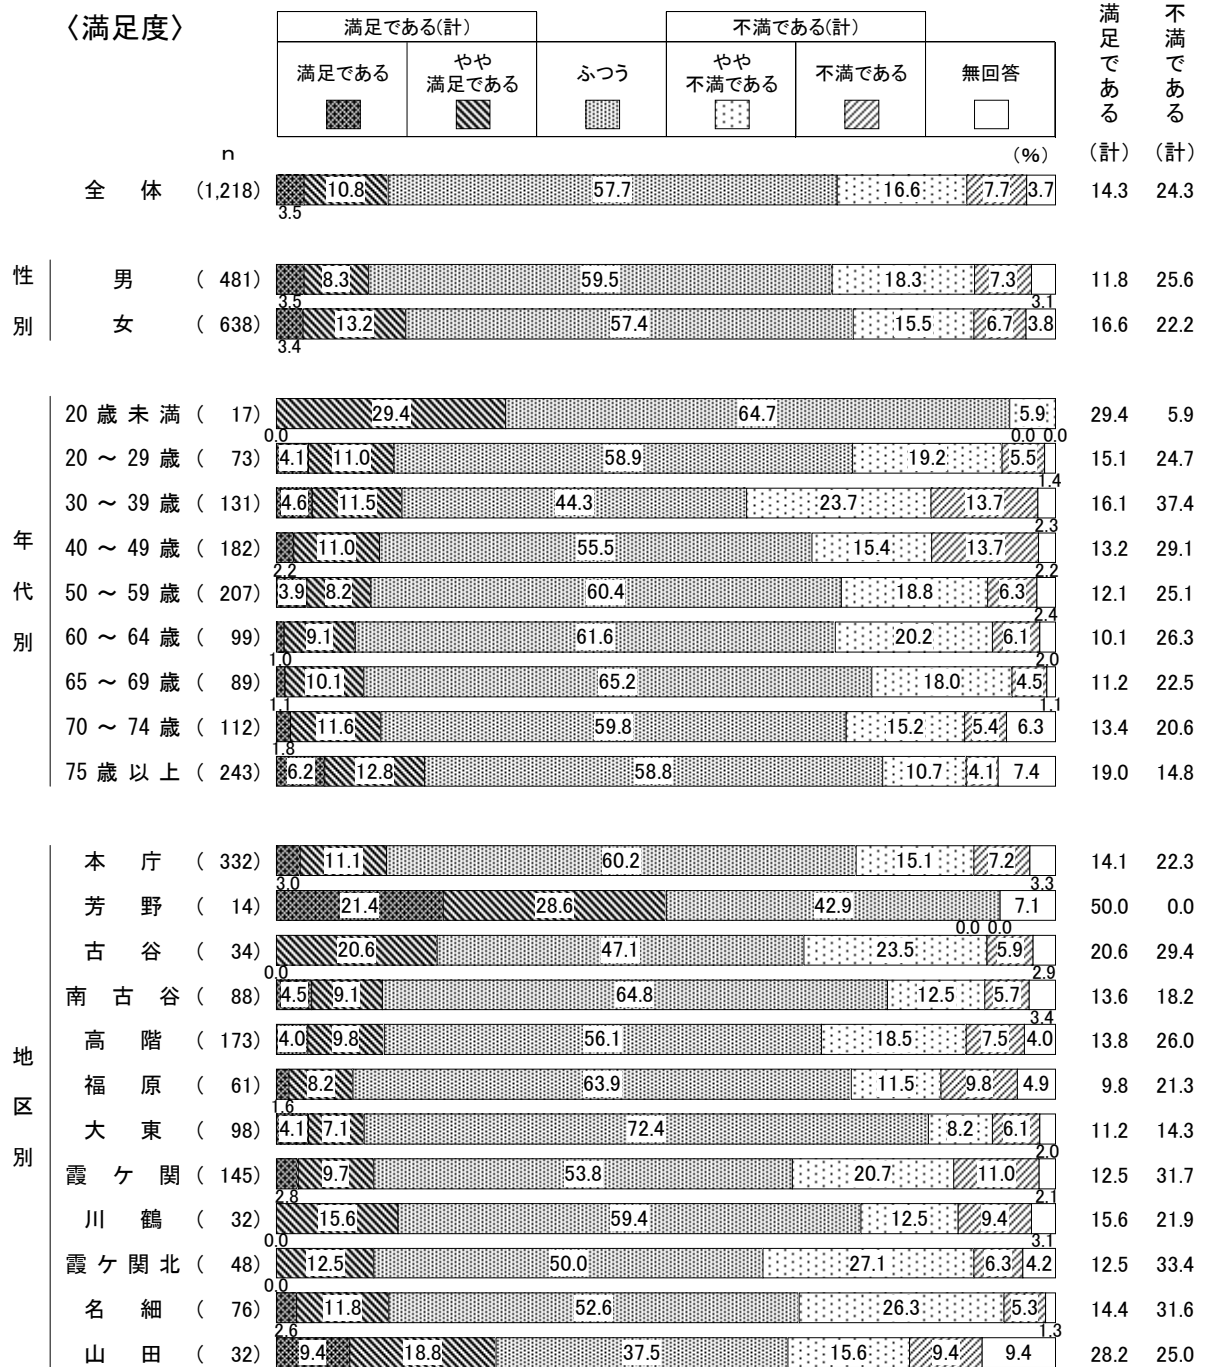 〈満足度〉
満足である(計) 不満である(計)
満足である やや満足である ふつう やや不満である 不満である 無回答
満足である(計) 不満である(計)
n (%)
全体 (1,218) 3.5 10.8 57.7 16.6 7.7 3.7 14.3 24.3
性別
男 ( 481) 3.5 8.3 59.5 18.3 7.3 3.1 11.8 25.6
女 ( 638) 3.4 13.2 57.4 15.5 6.7 3.8 16.6 22.2
年代別
20歳未満 ( 17) 0.0 29.4 64.7 5.9 0.0 0.0 29.4 5.9
20～29歳 ( 73) 4.1 11.0 58.9 19.2 5.5 1.4 15.1 24.7
30～39歳 ( 131) 4.6 11.5 44.3 23.7 13.7 2.3 16.1 37.4
40～49歳 ( 182) 2.2 11.0 55.5 15.4 13.7 2.2 13.2 29.1
50～59歳 ( 207) 3.9 8.2 60.4 18.8 6.3 2.4 12.1 25.1
60～64歳 ( 99) 1.0 9.1 61.6 20.2 6.1 2.0 10.1 26.3
65～69歳 ( 89) 1.1 10.1 65.2 18.0 4.5 1.1 11.2 22.5
70～74歳 ( 112) 1.8 11.6 59.8 15.2 5.4 6.3 13.4 20.6
75歳以上 ( 243) 6.2 12.8 58.8 10.7 4.1 7.4 19.0 14.8
地区別
本庁 ( 332) 3.0 11.1 60.2 15.1 7.2 3.3 14.1 22.3
芳野 ( 14) 21.4 28.6 42.9 0.0 0.0 7.1 50.0 0.0
古谷 ( 34) 0.0 20.6 47.1 23.5 5.9 2.9 20.6 29.4
南古谷 ( 88) 4.5 9.1 64.8 12.5 5.7 3.4 13.6 18.2
高階 ( 173) 4.0 9.8 56.1 18.5 7.5 4.0 13.8 26.0
福原 ( 61) 1.6 8.2 63.9 11.5 9.8 4.9 9.8 21.3
大東 ( 98) 4.1 7.1 72.4 8.2 6.1 2.0 11.2 14.3
霞ケ関 ( 145) 2.8 9.7 53.8 20.7 11.0 2.1 12.5 31.7
川鶴 ( 32) 0.0 15.6 59.4 12.5 9.4 3.1 15.6 21.9
霞ケ関北 ( 48) 0.0 12.5 50.0 27.1 6.3 4.2 12.5 33.4
名細 ( 76) 2.6 11.8 52.6 26.3 5.3 1.3 14.4 31.6
山田 ( 32) 9.4 18.8 37.5 15.6 9.4 9.4 28.2 25.0